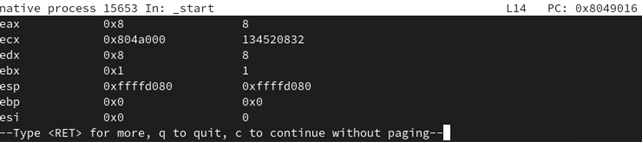 native process 15653 In: _start L14 PC: 0x8049016
eax 0x8 8
ecx 0x804a000 134520832
edx 0x8 8
ebx 0x1 1
esp 0xffffd080 0xffffd080
ebp 0x0 0x0
esi 0x0 0
--Type <RET> for more, q to quit, c to continue without paging--